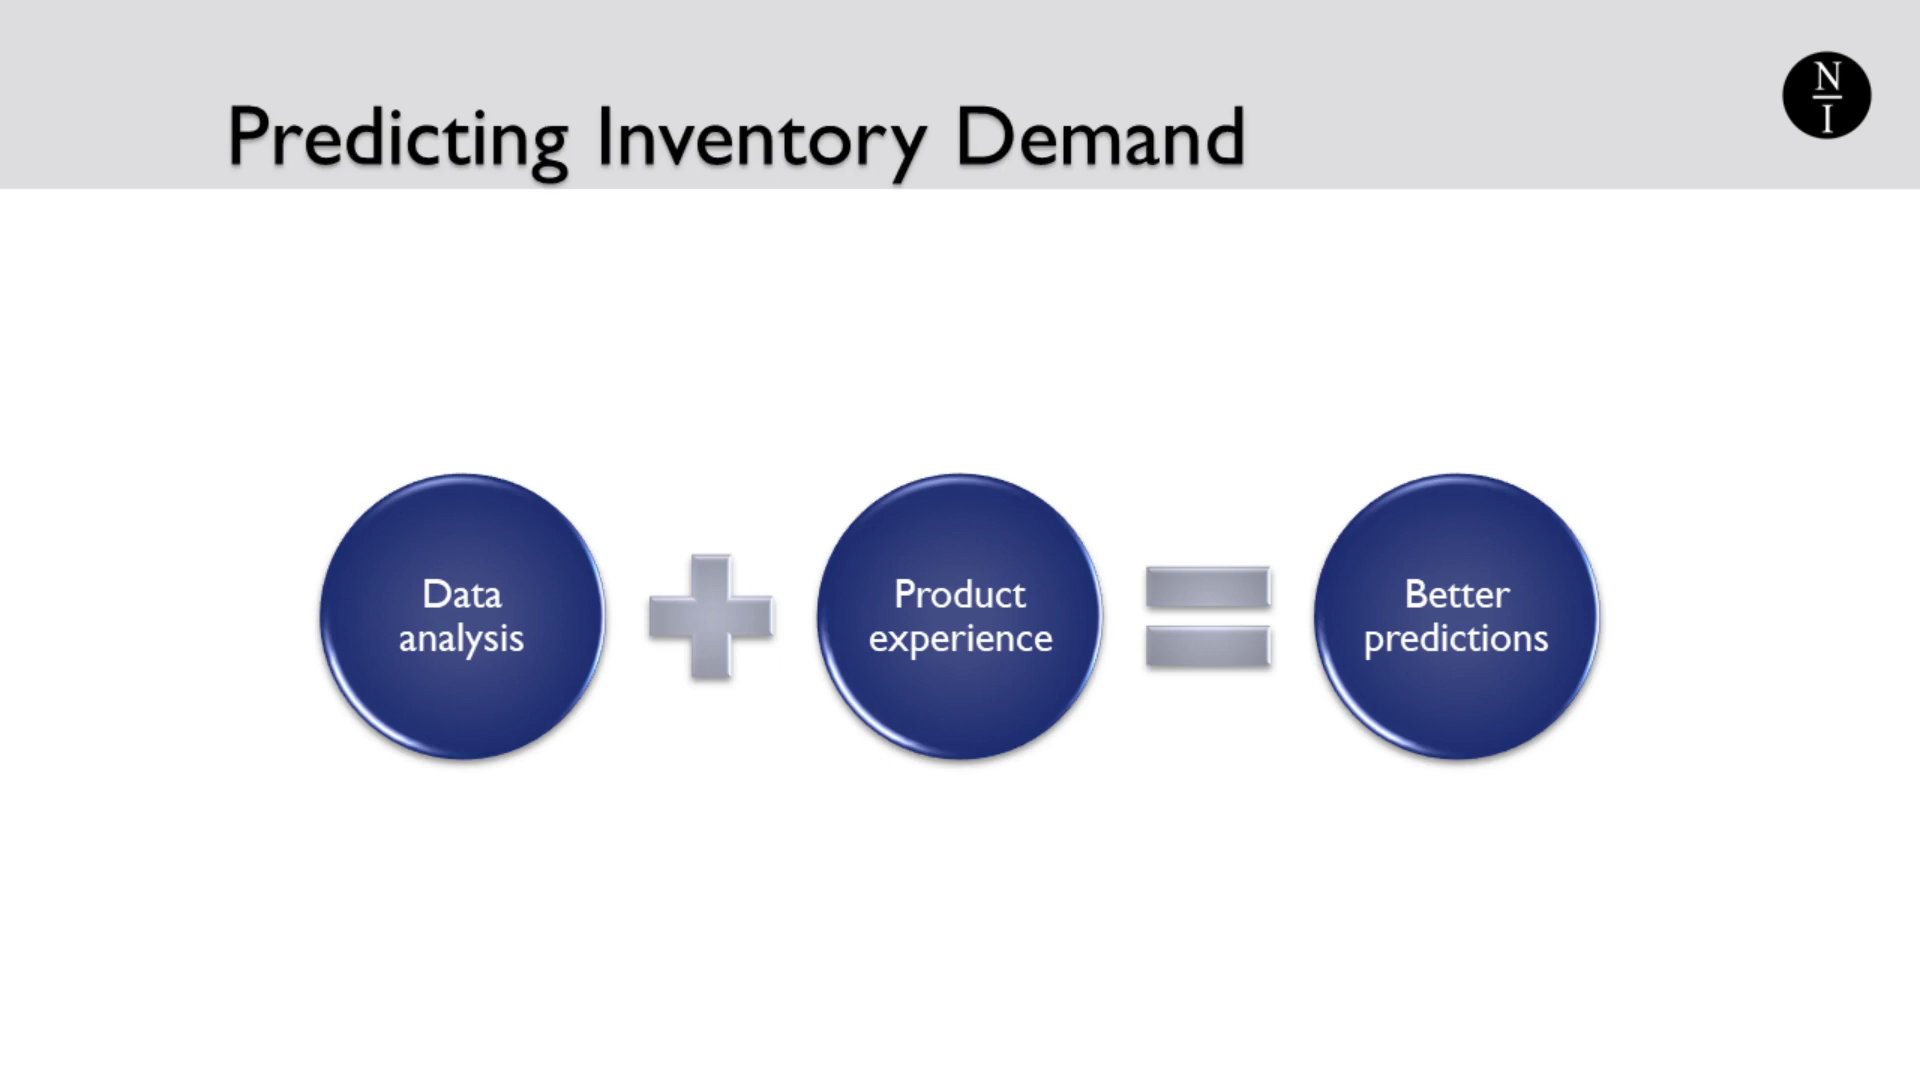 Predicting Inventory Demand
N
I
Data
analysis
Product
experience
Better
predictions